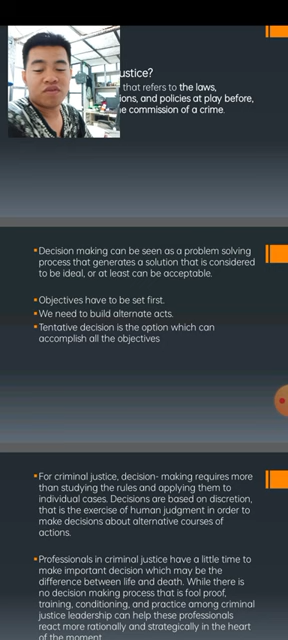 ustice?
that refers to the laws,
ions, and policies at play before,
e commission of a crime.
▪Decision making can be seen as a problem solving
process that generates a solution that is considered
to be ideal, or at least can be acceptable.
▪Objectives have to be set first.
▪We need to build alternate acts.
▪Tentative decision is the option which can
accomplish all the objectives
▪For criminal justice, decision- making requires more
than studying the rules and applying them to
individual cases. Decisions are based on discretion,
that is the exercise of human judgment in order to
make decisions about alternative courses of
actions.
▪Professionals in criminal justice have a little time to
make important decision which may be the
difference between life and death. While there is
no decision making process that is fool proof,
training, conditioning, and practice among criminal
justice leadership can help these professionals
react more rationally and strategically in the heart
of the moment